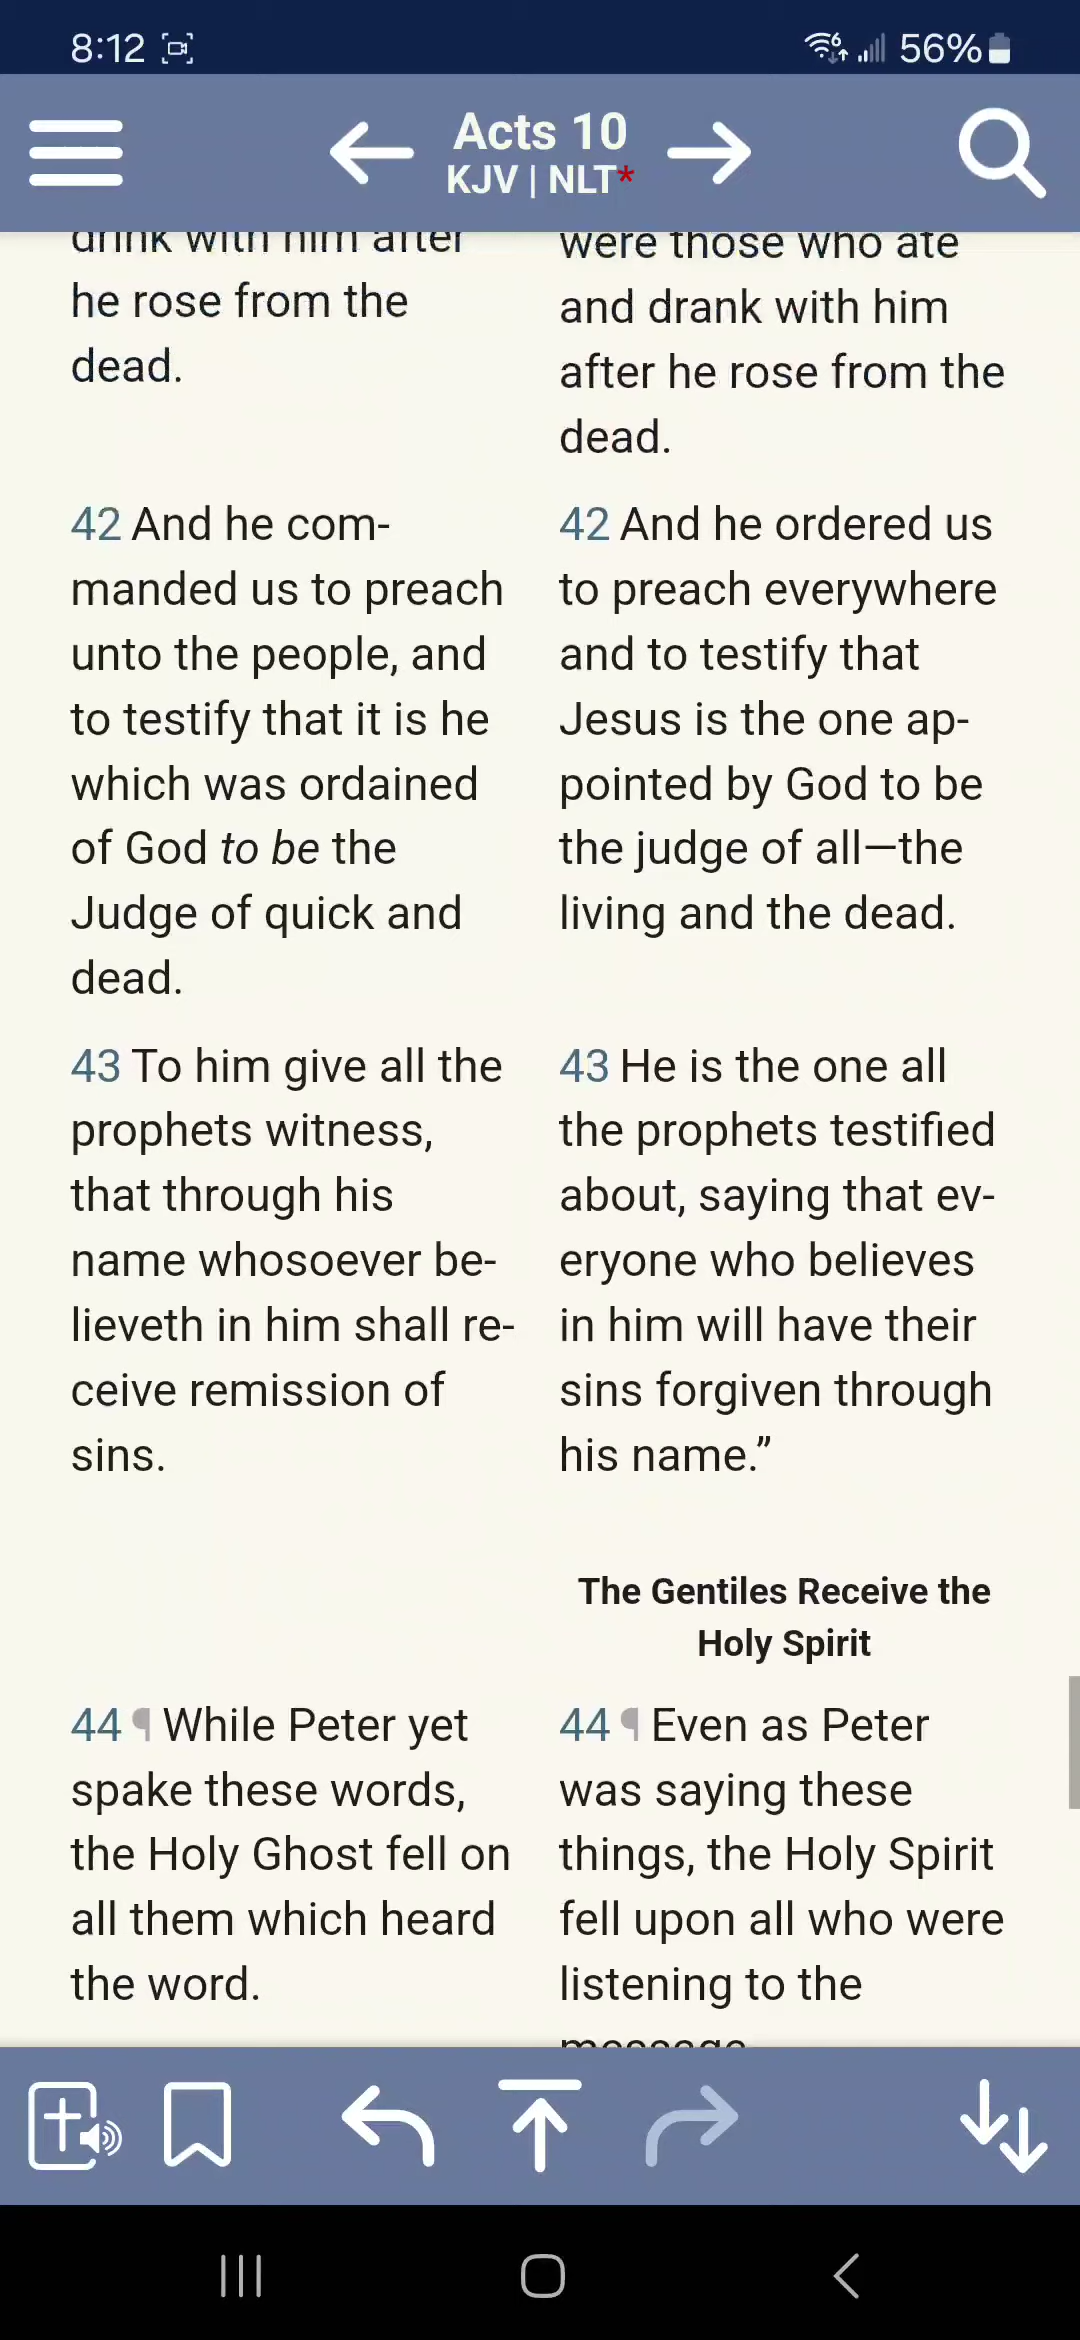 8:12
56%
Acts 10
KJV | NLT*
drink with him after
he rose from the
dead.
42 And he com-
manded us to preach
unto the people, and
to testify that it is he
which was ordained
of God to be the
Judge of quick and
dead.
43 To him give all the
prophets witness,
that through his
name whosoever be-
lieveth in him shall re-
ceive remission of
sins.
44 ¶ While Peter yet
spake these words,
the Holy Ghost fell on
all them which heard
the word.
were those who ate
and drank with him
after he rose from the
dead.
42 And he ordered us
to preach everywhere
and to testify that
Jesus is the one ap-
pointed by God to be
the judge of all—the
living and the dead.
43 He is the one all
the prophets testified
about, saying that ev-
eryone who believes
in him will have their
sins forgiven through
his name.”
The Gentiles Receive the
Holy Spirit
44 ¶ Even as Peter
was saying these
things, the Holy Spirit
fell upon all who were
listening to the
message